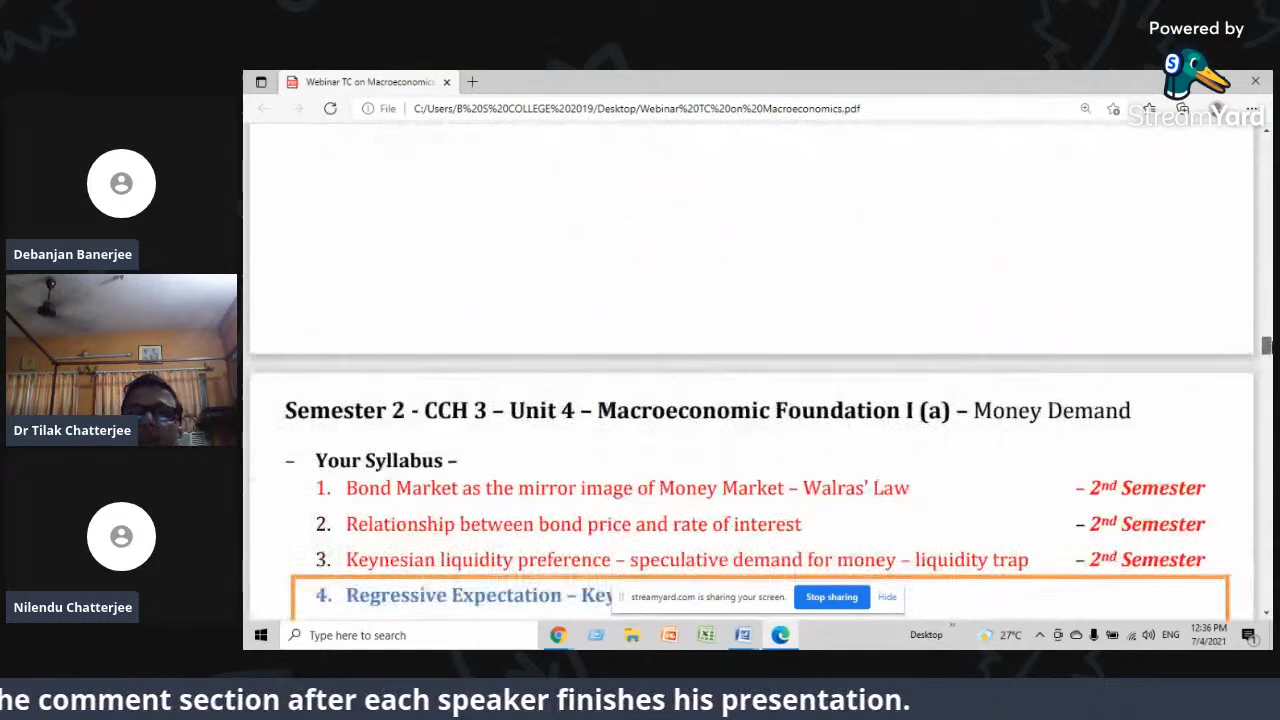 Powered by
S
StreamYard
Webinar TC on Macroeconomics
File
C:/Users/B%20S%20COLLEGE%202019/Desktop/Webinar%20TC%20on%20Macroeconomics.pdf
Debanjan Banerjee
Dr Tilak Chatterjee
Nilendu Chatterjee
Semester 2 - CCH 3 – Unit 4 – Macroeconomic Foundation I (a) – Money Demand
– Your Syllabus –
1. Bond Market as the mirror image of Money Market – Walras’ Law – 2nd Semester
2. Relationship between bond price and rate of interest – 2nd Semester
3. Keynesian liquidity preference – speculative demand for money – liquidity trap – 2nd Semester
4. Regressive Expectation – Key
streamyard.com is sharing your screen.
Stop sharing
Hide
Type here to search
Desktop
27°C
ENG
12:36 PM
7/4/2021
he comment section after each speaker finishes his presentation.